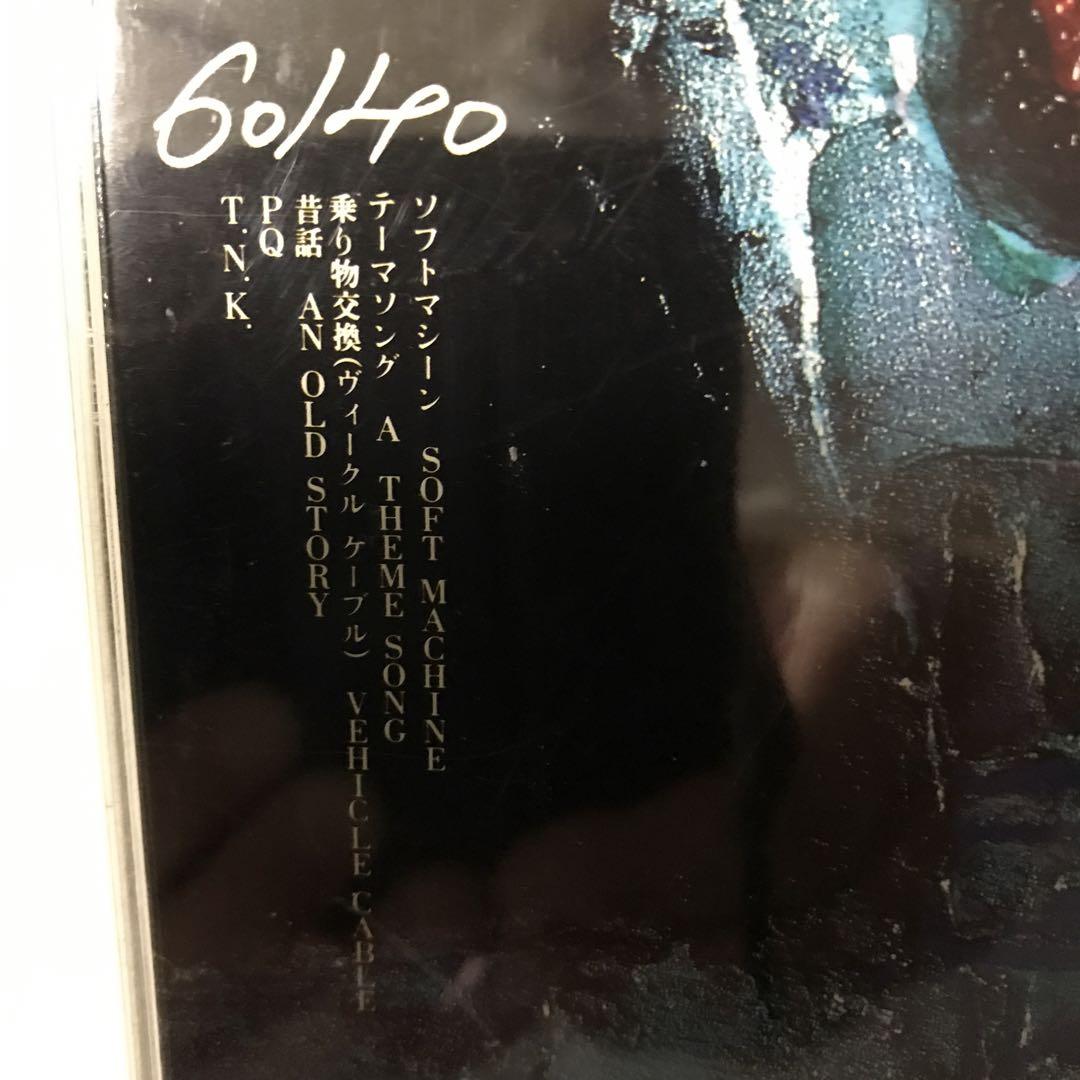 60/40
ソフトマシーン SOFT MACHINE
テーマソング A THEME SONG
乗り物交換(ヴィークル ケーブル) VEHICLE CABLE
昔話 AN OLD STORY
PQ
T.N.K.